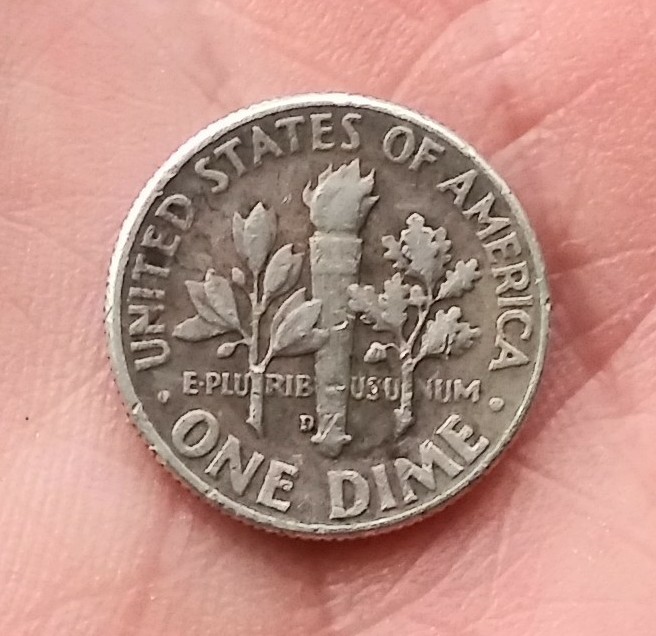 UNITED STATES OF AMERICA
E·PLURIBUS UNUM
D
• ONE DIME •